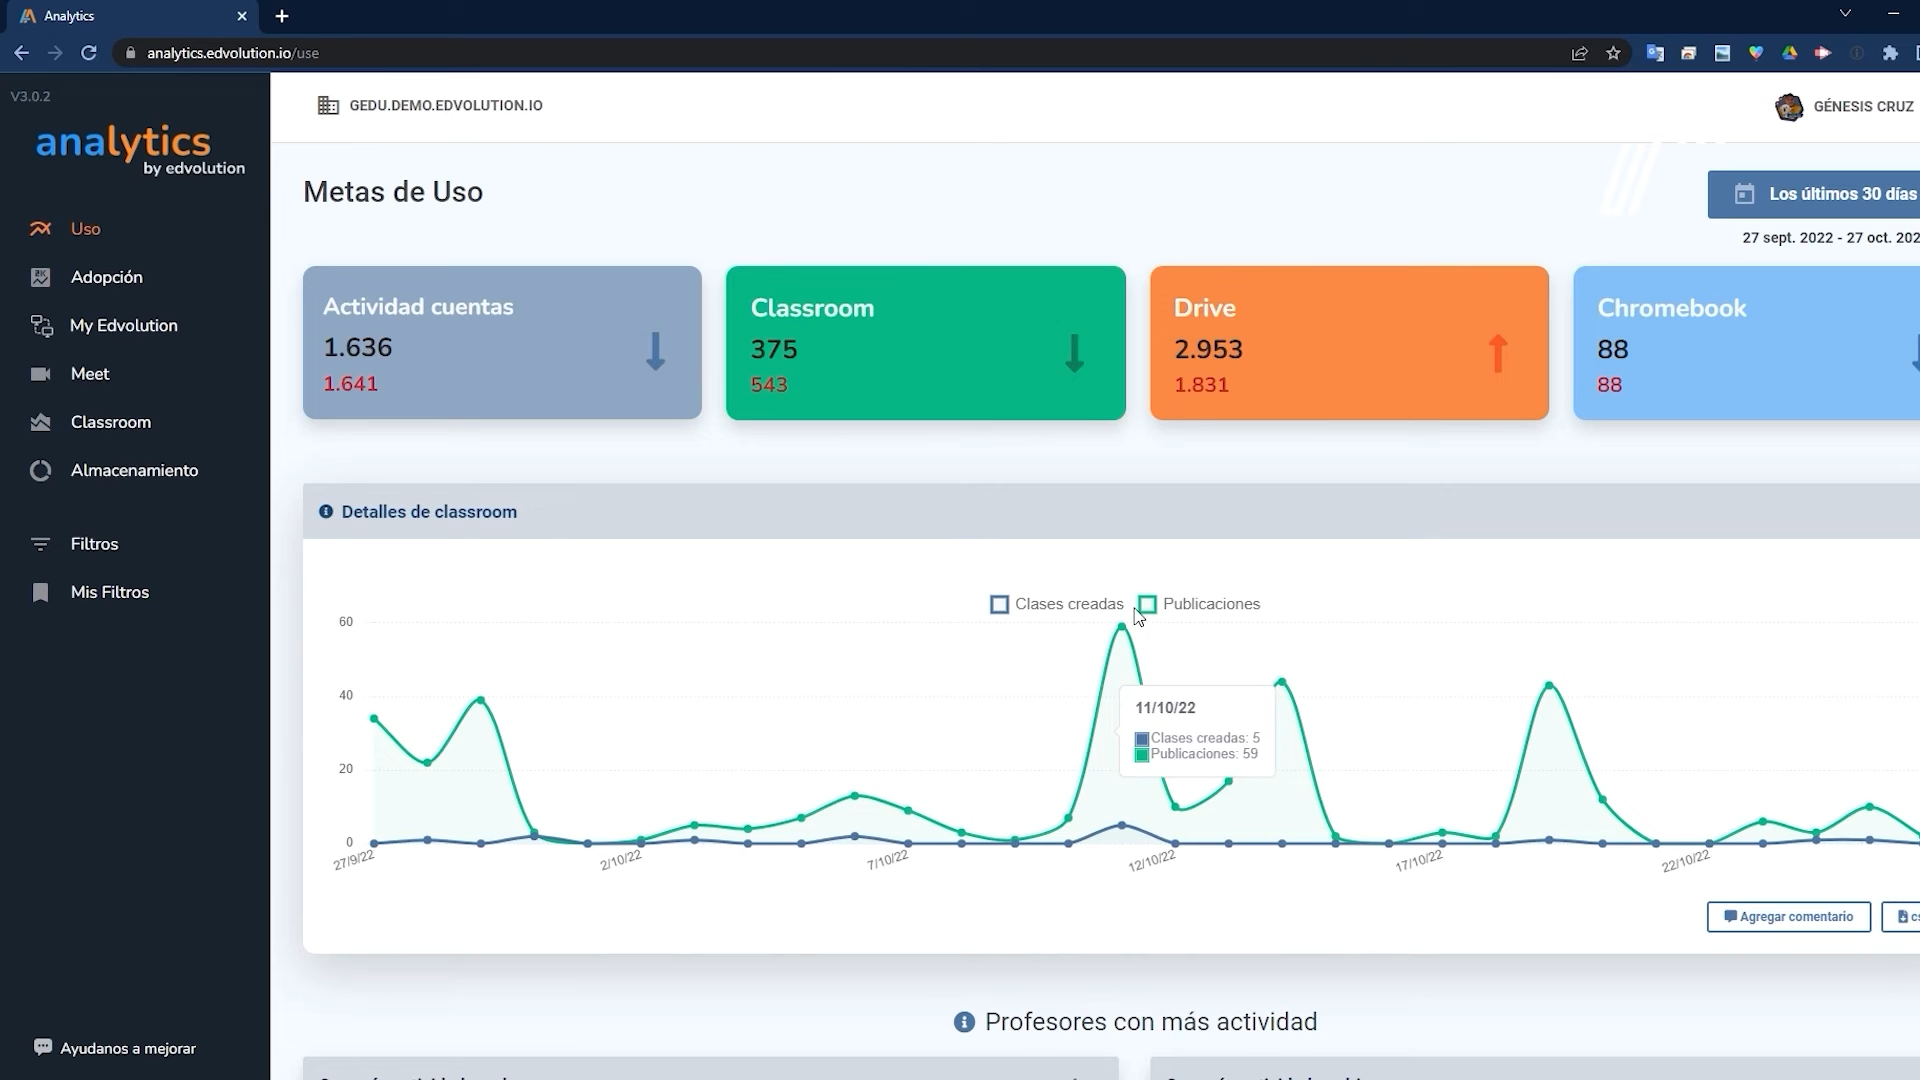 Analytics
analytics.edvolution.io/use
V3.0.2
analytics
by edvolution
GEDU.DEMO.EDVOLUTION.IO
GÉNESIS CRUZ
Uso
Adopción
My Edvolution
Meet
Classroom
Almacenamiento
Filtros
Mis Filtros
Ayudanos a mejorar
Metas de Uso
Los últimos 30 días
27 sept. 2022 - 27 oct. 202
Actividad cuentas
1.636
1.641
Classroom
375
543
Drive
2.953
1.831
Chromebook
88
88
Detalles de classroom
Clases creadas
Publicaciones
60
40
20
0
11/10/22
Clases creadas: 5
Publicaciones: 59
27/9/22
2/10/22
7/10/22
12/10/22
17/10/22
22/10/22
Agregar comentario
cs
Profesores con más actividad